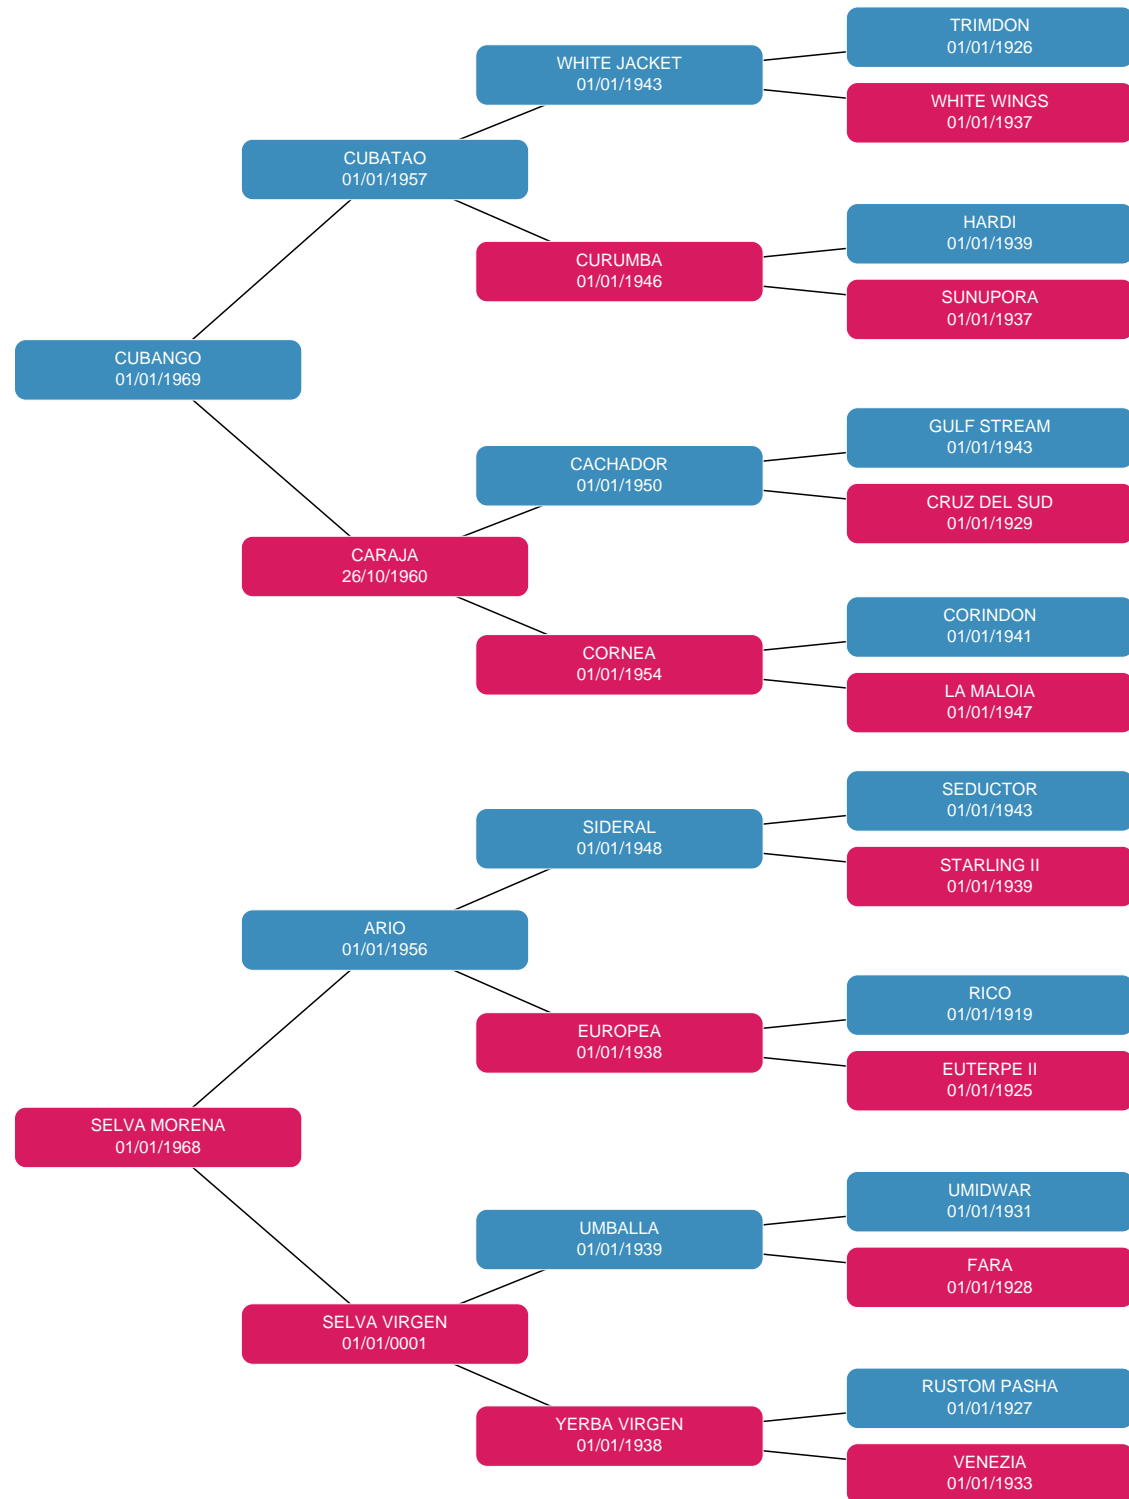 TRIMDON
01/01/1926
WHITE JACKET
01/01/1943
WHITE WINGS
01/01/1937
CUBATAO
01/01/1957
HARDI
01/01/1939
CURUMBA
01/01/1946
SUNUPORA
01/01/1937
CUBANGO
01/01/1969
GULF STREAM
01/01/1943
CACHADOR
01/01/1950
CRUZ DEL SUD
01/01/1929
CARAJA
26/10/1960
CORINDON
01/01/1941
CORNEA
01/01/1954
LA MALOIA
01/01/1947
SEDUCTOR
01/01/1943
SIDERAL
01/01/1948
STARLING II
01/01/1939
ARIO
01/01/1956
RICO
01/01/1919
EUROPEA
01/01/1938
EUTERPE II
01/01/1925
SELVA MORENA
01/01/1968
UMIDWAR
01/01/1931
UMBALLA
01/01/1939
FARA
01/01/1928
SELVA VIRGEN
01/01/0001
RUSTOM PASHA
01/01/1927
YERBA VIRGEN
01/01/1938
VENEZIA
01/01/1933